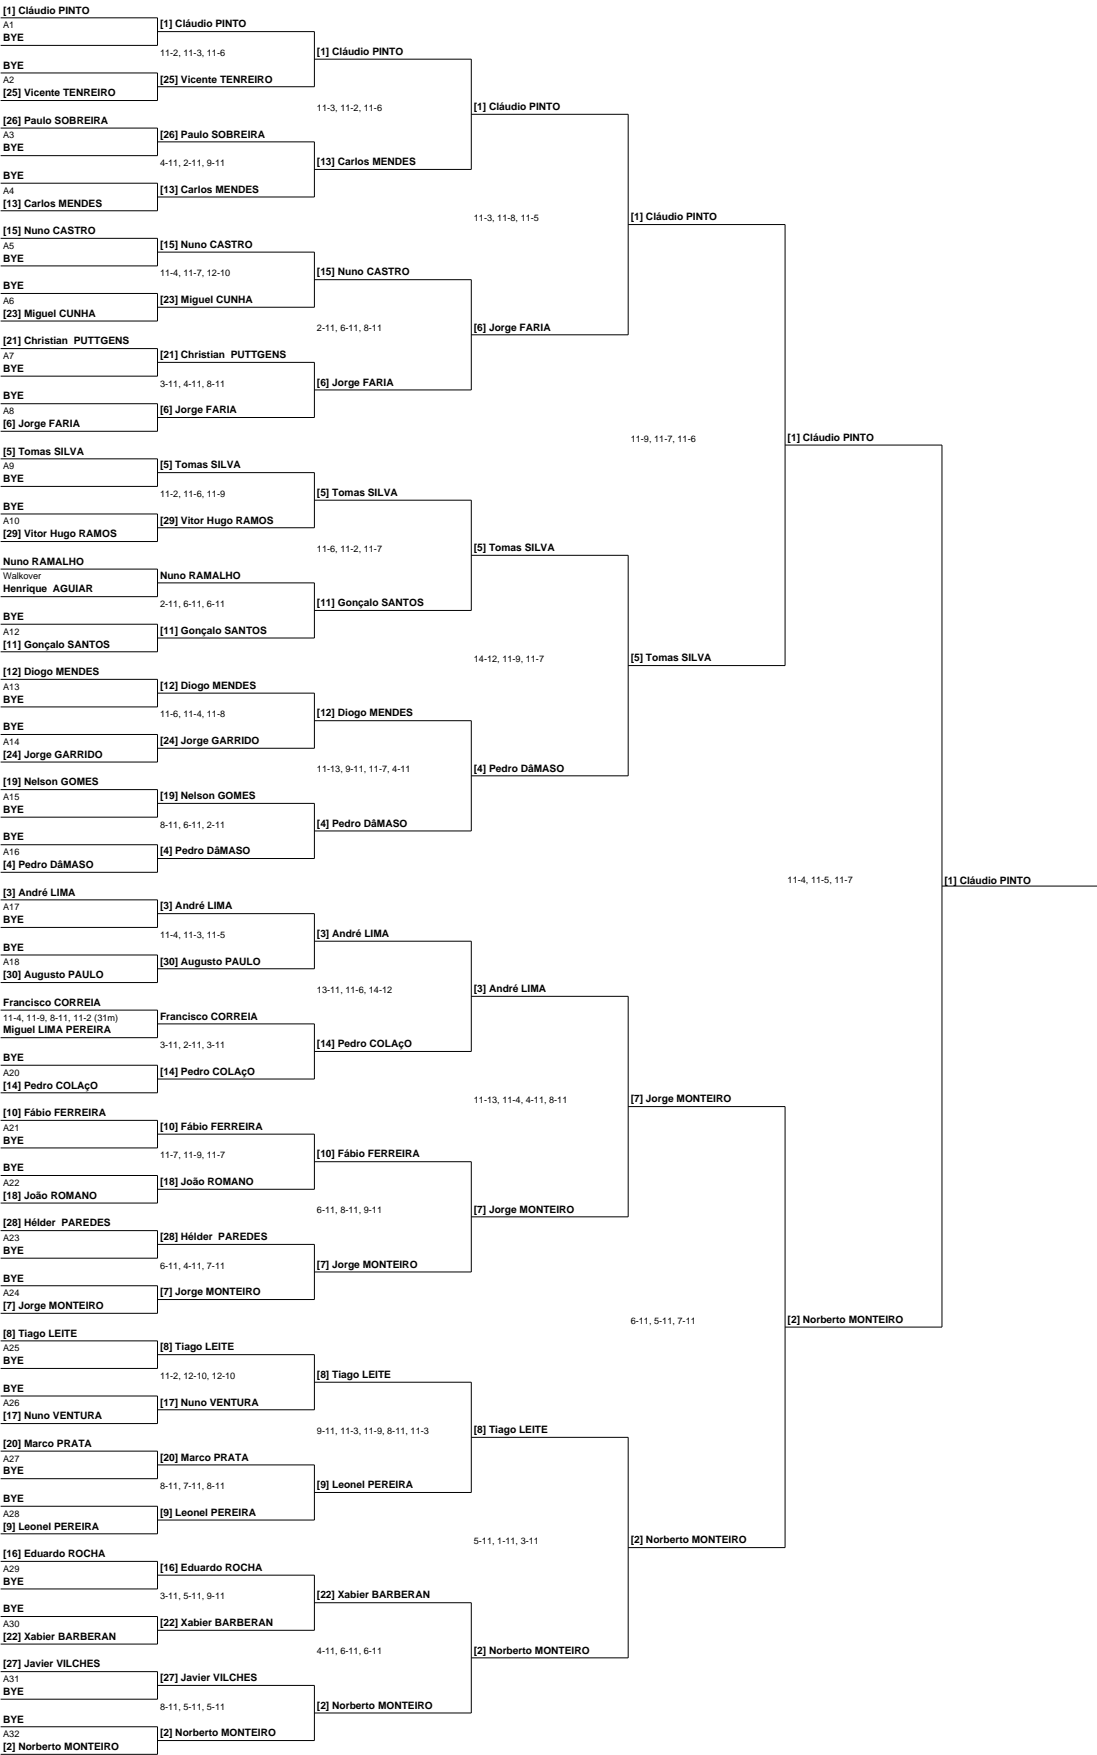 [1] Cláudio PINTO
A1
[1] Cláudio PINTO
BYE
11-2, 11-3, 11-6
[1] Cláudio PINTO
BYE
A2
[25] Vicente TENREIRO
[25] Vicente TENREIRO
11-3, 11-2, 11-6
[1] Cláudio PINTO
[26] Paulo SOBREIRA
A3
[26] Paulo SOBREIRA
BYE
4-11, 2-11, 9-11
[13] Carlos MENDES
BYE
A4
[13] Carlos MENDES
[13] Carlos MENDES
11-3, 11-8, 11-5
[1] Cláudio PINTO
[15] Nuno CASTRO
A5
[15] Nuno CASTRO
BYE
11-4, 11-7, 12-10
[15] Nuno CASTRO
BYE
A6
[23] Miguel CUNHA
[23] Miguel CUNHA
2-11, 6-11, 8-11
[6] Jorge FARIA
[21] Christian  PUTTGENS
A7
[21] Christian  PUTTGENS
BYE
3-11, 4-11, 8-11
[6] Jorge FARIA
BYE
A8
[6] Jorge FARIA
[6] Jorge FARIA
11-9, 11-7, 11-6
[1] Cláudio PINTO
[5] Tomas SILVA
A9
[5] Tomas SILVA
BYE
11-2, 11-6, 11-9
[5] Tomas SILVA
BYE
A10
[29] Vitor Hugo RAMOS
[29] Vitor Hugo RAMOS
11-6, 11-2, 11-7
[5] Tomas SILVA
Nuno RAMALHO
Walkover
Nuno RAMALHO
Henrique  AGUIAR
2-11, 6-11, 6-11
[11] Gonçalo SANTOS
BYE
A12
[11] Gonçalo SANTOS
[11] Gonçalo SANTOS
14-12, 11-9, 11-7
[5] Tomas SILVA
[12] Diogo MENDES
A13
[12] Diogo MENDES
BYE
11-6, 11-4, 11-8
[12] Diogo MENDES
BYE
A14
[24] Jorge GARRIDO
[24] Jorge GARRIDO
11-13, 9-11, 11-7, 4-11
[4] Pedro DâMASO
[19] Nelson GOMES
A15
[19] Nelson GOMES
BYE
8-11, 6-11, 2-11
[4] Pedro DâMASO
BYE
A16
[4] Pedro DâMASO
[4] Pedro DâMASO
11-4, 11-5, 11-7
[1] Cláudio PINTO
[3] André LIMA
A17
[3] André LIMA
BYE
11-4, 11-3, 11-5
[3] André LIMA
BYE
A18
[30] Augusto PAULO
[30] Augusto PAULO
13-11, 11-6, 14-12
[3] André LIMA
Francisco CORREIA
11-4, 11-9, 8-11, 11-2 (31m)
Francisco CORREIA
Miguel LIMA PEREIRA
3-11, 2-11, 3-11
[14] Pedro COLAçO
BYE
A20
[14] Pedro COLAçO
[14] Pedro COLAçO
11-13, 11-4, 4-11, 8-11
[7] Jorge MONTEIRO
[10] Fábio FERREIRA
A21
[10] Fábio FERREIRA
BYE
11-7, 11-9, 11-7
[10] Fábio FERREIRA
BYE
A22
[18] João ROMANO
[18] João ROMANO
6-11, 8-11, 9-11
[7] Jorge MONTEIRO
[28] Hélder  PAREDES
A23
[28] Hélder  PAREDES
BYE
6-11, 4-11, 7-11
[7] Jorge MONTEIRO
BYE
A24
[7] Jorge MONTEIRO
[7] Jorge MONTEIRO
6-11, 5-11, 7-11
[2] Norberto MONTEIRO
[8] Tiago LEITE
A25
[8] Tiago LEITE
BYE
11-2, 12-10, 12-10
[8] Tiago LEITE
BYE
A26
[17] Nuno VENTURA
[17] Nuno VENTURA
9-11, 11-3, 11-9, 8-11, 11-3
[8] Tiago LEITE
[20] Marco PRATA
A27
[20] Marco PRATA
BYE
8-11, 7-11, 8-11
[9] Leonel PEREIRA
BYE
A28
[9] Leonel PEREIRA
[9] Leonel PEREIRA
5-11, 1-11, 3-11
[2] Norberto MONTEIRO
[16] Eduardo ROCHA
A29
[16] Eduardo ROCHA
BYE
3-11, 5-11, 9-11
[22] Xabier BARBERAN
BYE
A30
[22] Xabier BARBERAN
[22] Xabier BARBERAN
4-11, 6-11, 6-11
[2] Norberto MONTEIRO
[27] Javier VILCHES
A31
[27] Javier VILCHES
BYE
8-11, 5-11, 5-11
[2] Norberto MONTEIRO
BYE
A32
[2] Norberto MONTEIRO
[2] Norberto MONTEIRO